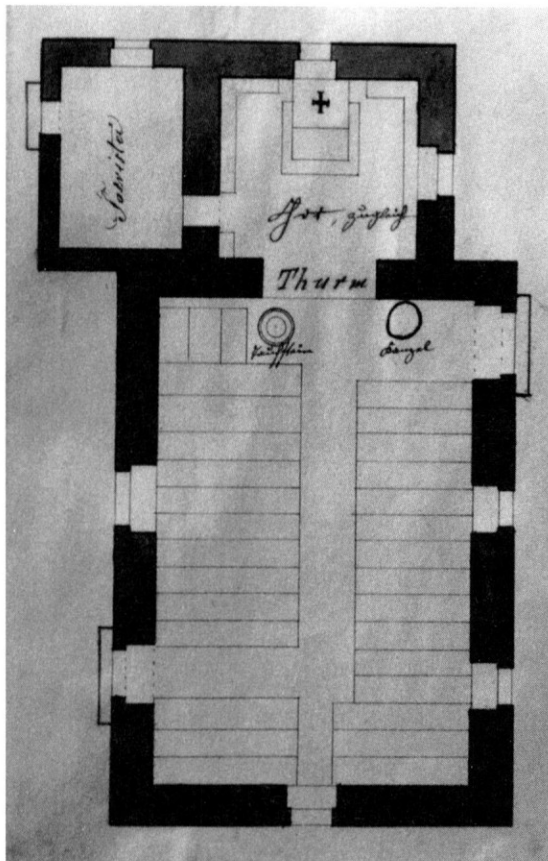 Sacristei
Chor, zugleich
Thurm
Taufstein
Kanzel